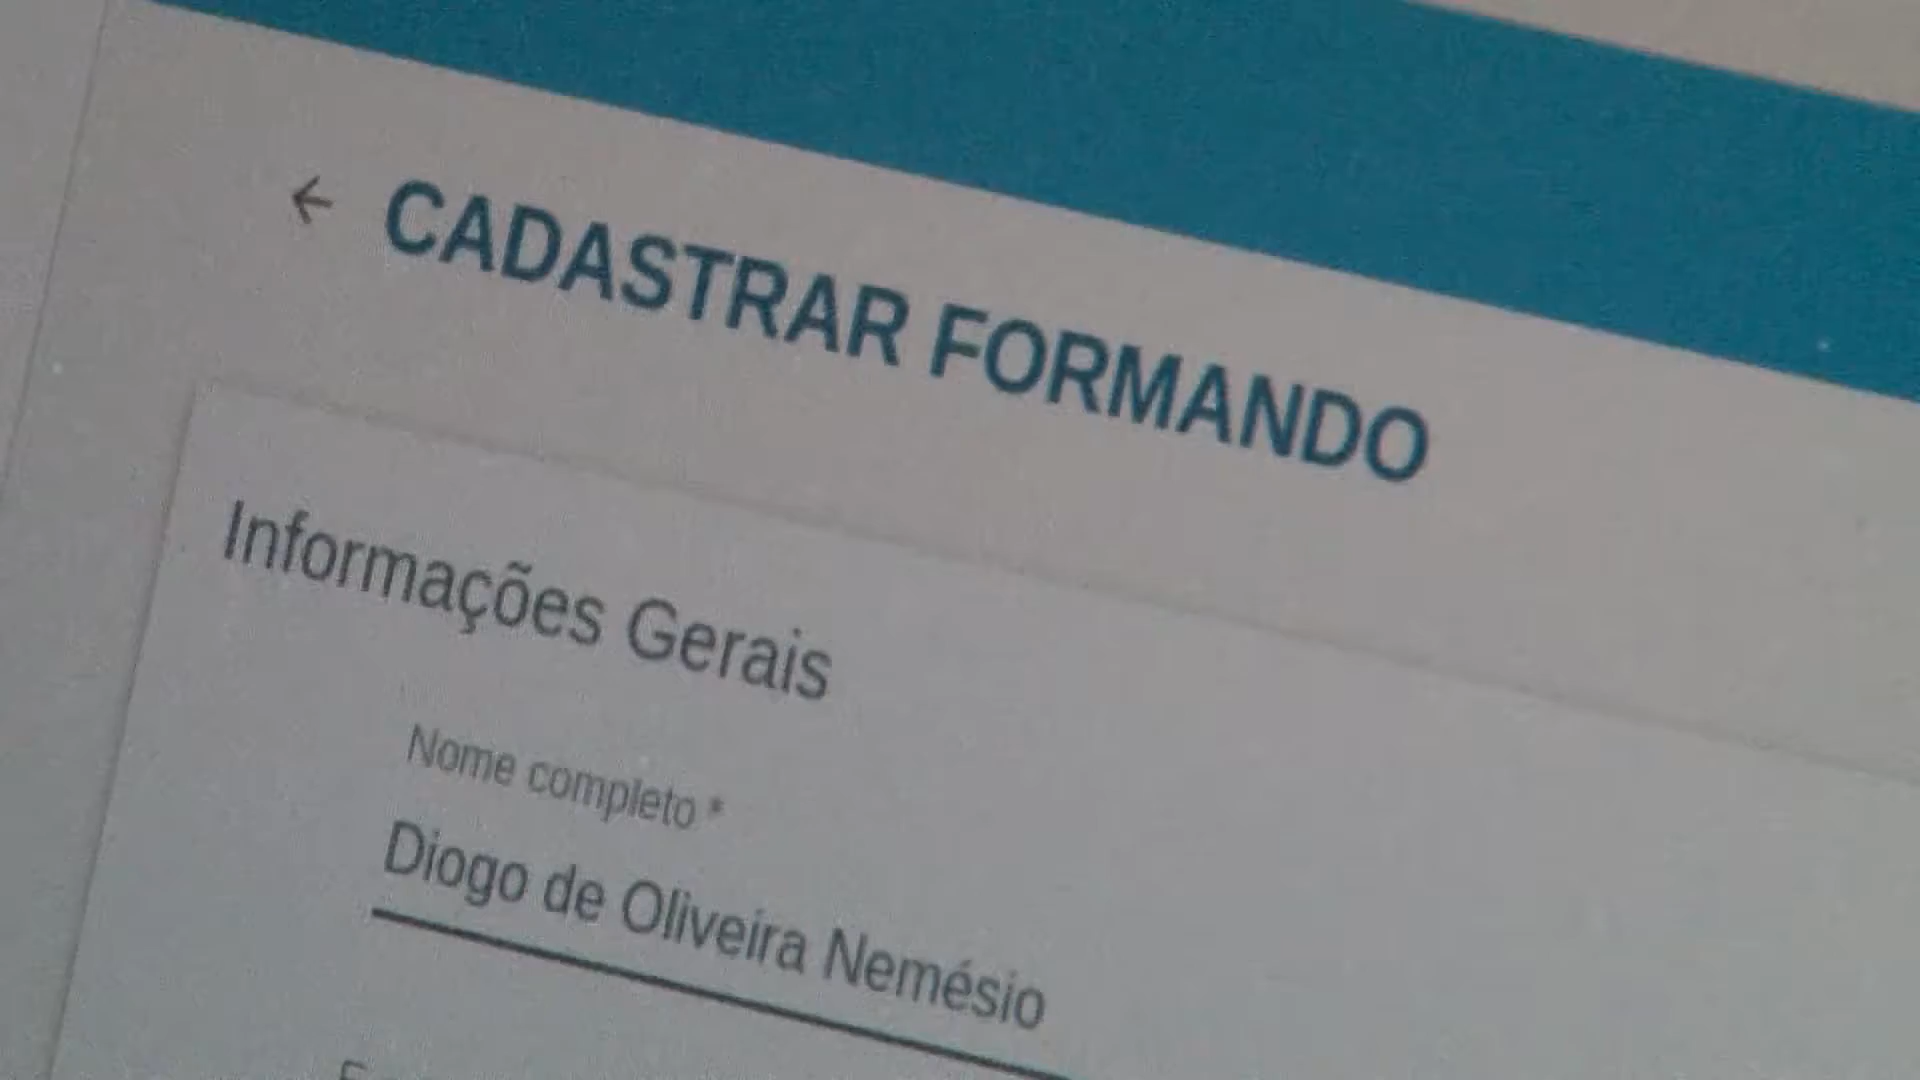 ← CADASTRAR FORMANDO
Informações Gerais
Nome completo *
Diogo de Oliveira Nemésio